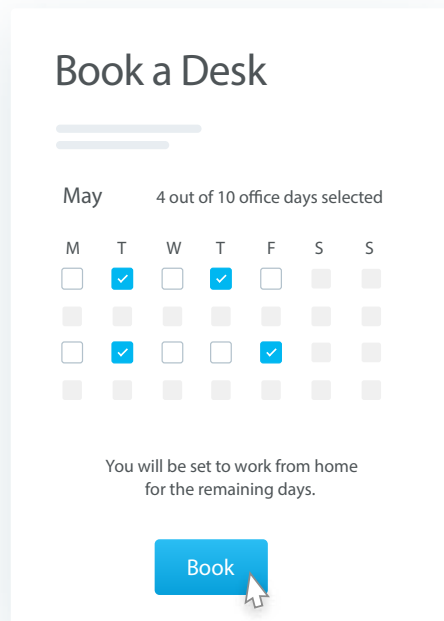 Book a Desk
May 4 out of 10 office days selected
M T W T F S S
You will be set to work from home
for the remaining days.
Book